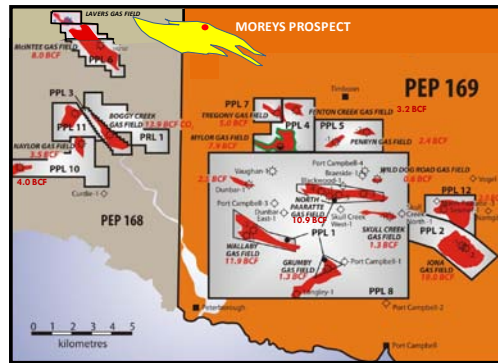 LAVERS GAS FIELD
MOREYS PROSPECT
McINTEE GAS FIELD
8.0 BCF
PPL 6
PEP 169
PPL 3
BOGGY CREEK
GAS FIELD
13.9 BCF CO2
PPL 11
PRL 1
NAYLOR GAS FIELD
3.5 BCF
PPL 10
4.0 BCF
Curdie-1
PEP 168
Timboon
PPL 7
TREGONY GAS FIELD
5.0 BCF
FENTON CREEK GAS FIELD
3.2 BCF
PPL 4
PPL 5
MYLOR GAS FIELD
7.9 BCF
PENRYN GAS FIELD
2.4 BCF
Port Campbell-4
Vaughan-1
Braeside-1
Blackwood-1
Dunbar-1
WILD DOG ROAD GAS FIELD
0.6 BCF
Vogel
Port Campbell-3
Dunbar
East-1
NORTH
PAARATTE
GAS FIELD
10.9 BCF
Skull Creek
West-1
Skull
Creek
North-1
PPL 12
SKULL CREEK
GAS FIELD
1.3 BCF
PPL 1
PPL 2
WALLABY
GAS FIELD
11.9 BCF
GRUMBY
GAS FIELD
1.3 BCF
Port Campbell-1
IONA
GAS FIELD
Langley-1
PPL 8
Peterborough
Port Campbell-2
0 1 2 3 4 5
kilometres
Port Campbell